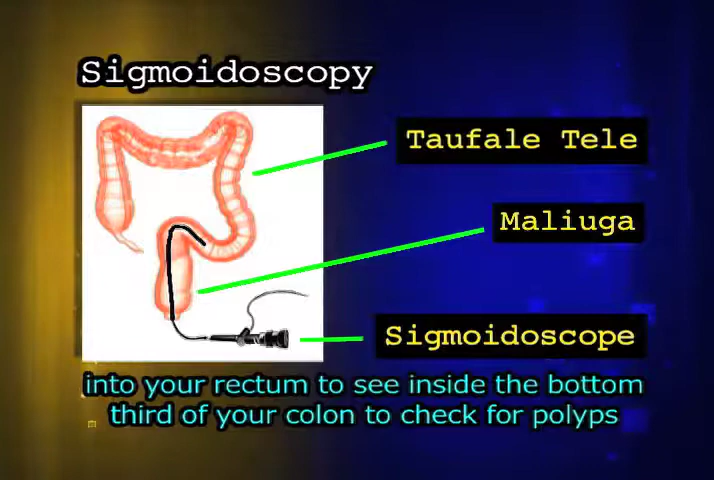 Sigmoidoscopy
Taufale Tele
Maliuga
Sigmoidoscope
into your rectum to see inside the bottom
third of your colon to check for polyps